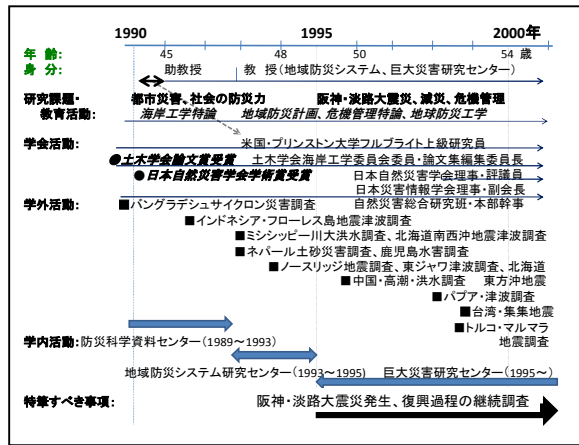 1990 1995 2000年
年 齢: 45 48 50 54 歳
身 分: 助教授 教 授(地域防災システム、巨大災害研究センター)
研究課題・ 都市災害、社会の防災力 阪神・淡路大震災、減災、危機管理
教育活動: 海岸工学特論 地域防災計画、危機管理特論、地球防災工学
学会活動: 米国・プリンストン大学フルブライト上級研究員
●土木学会論文賞受賞 土木学会海岸工学委員会委員・論文集編集委員長
●日本自然災害学会学術賞受賞 日本自然災害学会理事・評議員
日本災害情報学会理事・副会長
学外活動: 自然災害総合研究班・本部幹事
■バングラデシュサイクロン災害調査
■インドネシア・フローレス島地震津波調査
■ミシシッピー川大洪水調査、北海道南西沖地震津波調査
■ネパール土砂災害調査、鹿児島水害調査
■ノースリッジ地震調査、東ジャワ津波調査、北海道
■中国・高潮・洪水調査 東方沖地震
■パプア・津波調査
■台湾・集集地震
■トルコ・マルマラ
地震調査
学内活動: 防災科学資料センター(1989~1993)
地域防災システム研究センター(1993~1995) 巨大災害研究センター(1995~)
特筆すべき事項: 阪神・淡路大震災発生、復興過程の継続調査